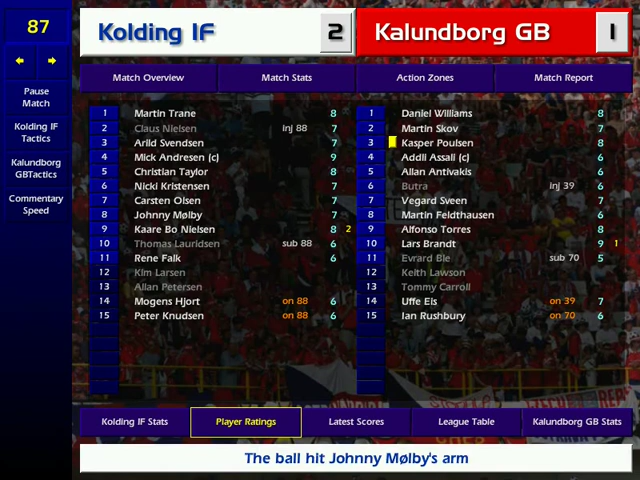 87
Kolding IF 2 Kalundborg GB 1
Match Overview Match Stats Action Zones Match Report
Pause Match
Kolding IF Tactics
Kalundborg GBTactics
Commentary Speed
1 Martin Trane 8 1 Daniel Williams 8
2 Claus Nielsen inj 88 7 2 Martin Skov 7
3 Arild Svendsen 7 3 Kasper Poulsen 8
4 Mick Andresen (c) 9 4 Addli Assall (c) 6
5 Christian Taylor 8 5 Allan Antivakis 6
6 Nicki Kristensen 7 6 Butra inj 39 6
7 Carsten Olsen 7 7 Vegard Sveen 7
8 Johnny Mølby 7 8 Martin Feldthausen 6
9 Kaare Bo Nielsen 8 2 9 Alfonso Torres 8
10 Thomas Lauridsen sub 88 6 10 Lars Brandt 9 1
11 Rene Falk 6 11 Evrard Ble sub 70 5
12 Kim Larsen 12 Keith Lawson
13 Allan Petersen 13 Tommy Carroll
14 Mogens Hjort on 88 6 14 Uffe Els on 39 7
15 Peter Knudsen on 88 6 15 Ian Rushbury on 70 6
Kolding IF Stats Player Ratings Latest Scores League Table Kalundborg GB Stats
The ball hit Johnny Mølby's arm